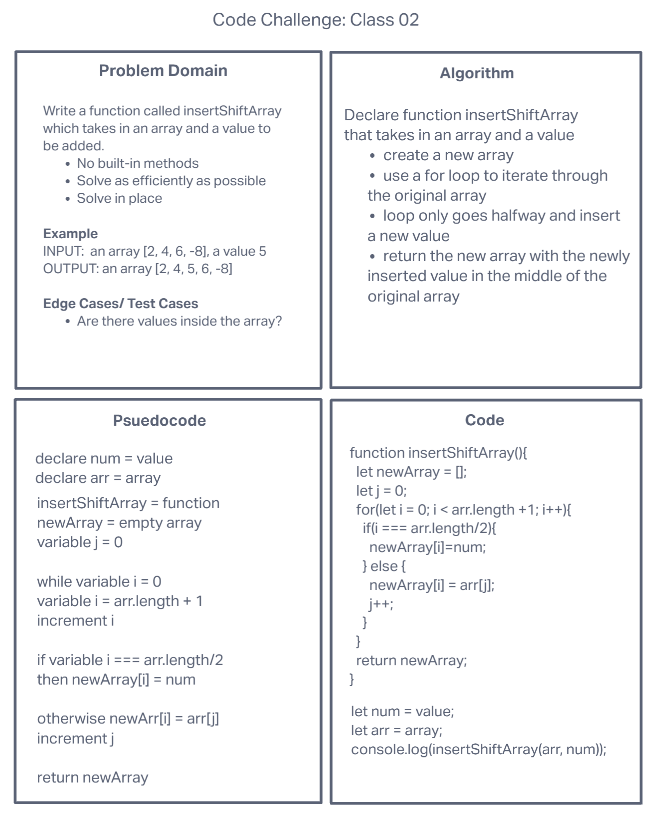 Code Challenge: Class 02
Problem Domain
Write a function called insertShiftArray
which takes in an array and a value to
be added.
• No built-in methods
• Solve as efficiently as possible
• Solve in place
Example
INPUT:  an array [2, 4, 6, -8], a value 5
OUTPUT: an array [2, 4, 5, 6, -8]
Edge Cases/ Test Cases
• Are there values inside the array?
Algorithm
Declare function insertShiftArray
that takes in an array and a value
• create a new array
• use a for loop to iterate through
the original array
• loop only goes halfway and insert
a new value
• return the new array with the newly
inserted value in the middle of the
original array
Psuedocode
declare num = value
declare arr = array
insertShiftArray = function
newArray = empty array
variable j = 0
while variable i = 0
variable i = arr.length + 1
increment i
if variable i === arr.length/2
then newArray[i] = num
otherwise newArr[i] = arr[j]
increment j
return newArray
Code
function insertShiftArray(){
let newArray = [];
let j = 0;
for(let i = 0; i < arr.length +1; i++){
if(i === arr.length/2){
newArray[i]=num;
} else {
newArray[i] = arr[j];
j++;
}
}
return newArray;
}
let num = value;
let arr = array;
console.log(insertShiftArray(arr, num));